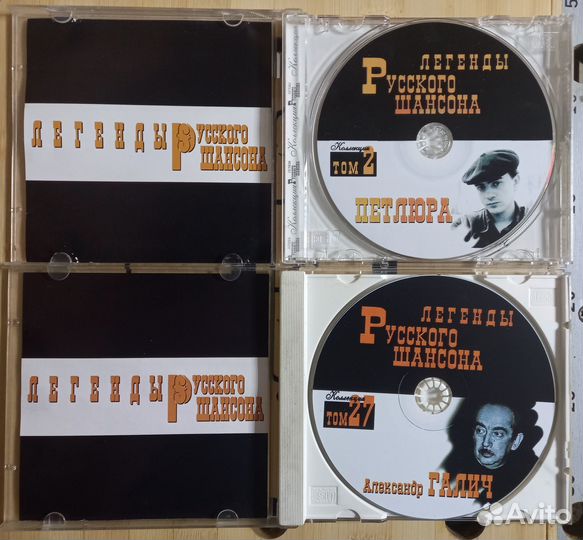 ЛЕГЕНДЫ
РУССКОГО
ШАНСОНА
ЛЕГЕНДЫ
РУССКОГО
ШАНСОНА
Коллекция
ТОМ 2
ПЕТЛЮРА
ЛЕГЕНДЫ
РУССКОГО
ШАНСОНА
ЛЕГЕНДЫ
РУССКОГО
ШАНСОНА
Коллекция
ТОМ 27
Александр ГАЛИЧ
Avito